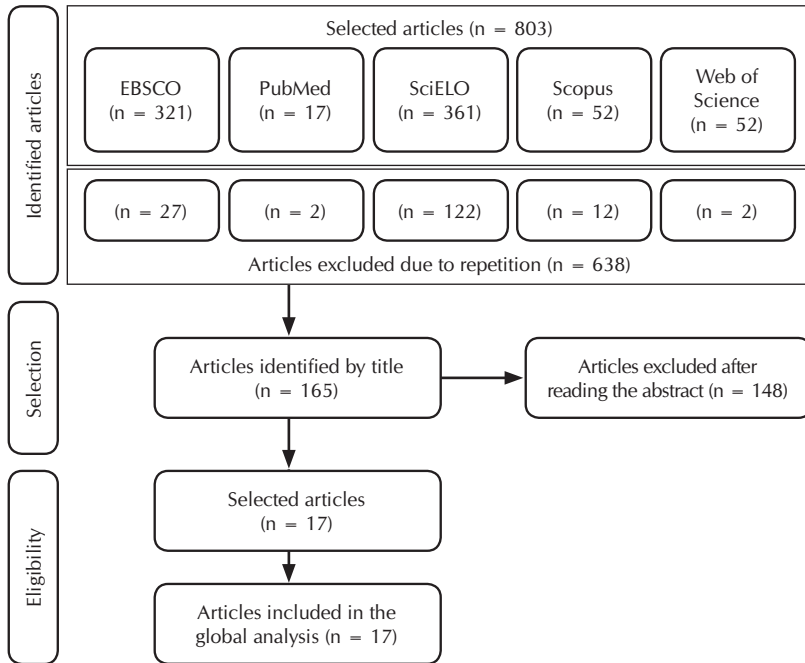 Identified articles
Selected articles (n = 803)
EBSCO
(n = 321)
PubMed
(n = 17)
SciELO
(n = 361)
Scopus
(n = 52)
Web of
Science
(n = 52)
(n = 27)
(n = 2)
(n = 122)
(n = 12)
(n = 2)
Articles excluded due to repetition (n = 638)
Selection
Articles identified by title
(n = 165)
Articles excluded after
reading the abstract (n = 148)
Eligibility
Selected articles
(n = 17)
Articles included in the
global analysis (n = 17)